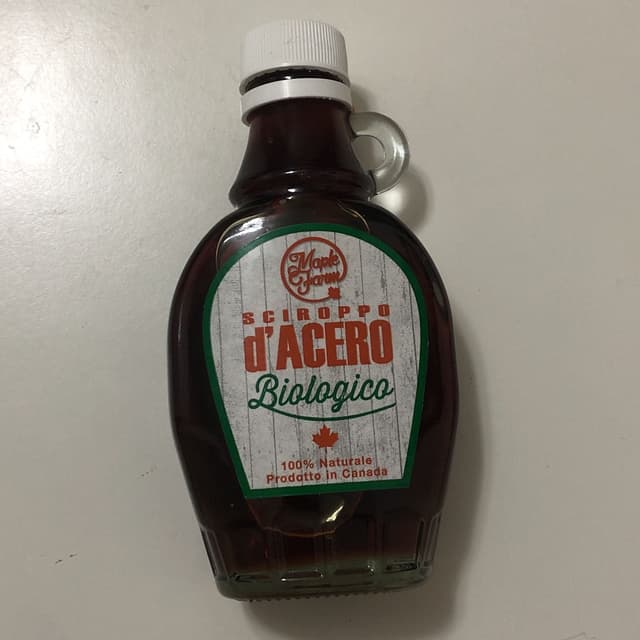 Maple
Farm
SCIROPPO
d'ACERO
Biologico
100% Naturale
Prodotto in Canada